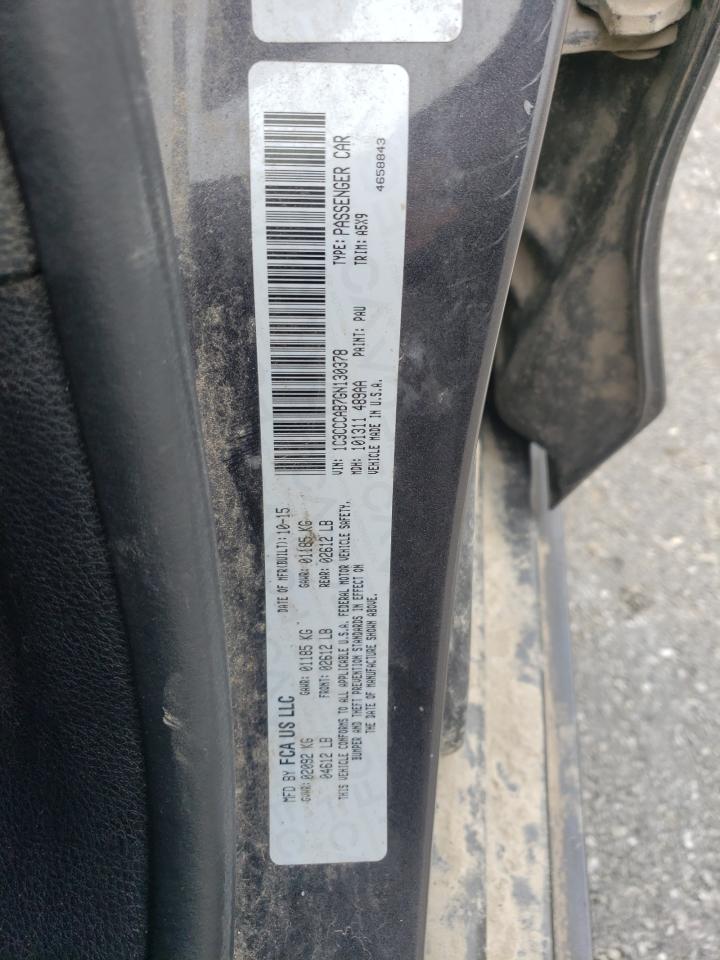 MFD BY FCA US LLC
DATE OF MFR(BUILT): 10-15
GVWR: 02092 KG
GAWR: 01185 KG
GAWR: 01185 KG
04612 LB
FRONT: 02612 LB
REAR: 02612 LB
THIS VEHICLE CONFORMS TO ALL APPLICABLE U.S.A. FEDERAL MOTOR VEHICLE SAFETY,
BUMPER AND THEFT PREVENTION STANDARDS IN EFFECT ON
THE DATE OF MANUFACTURE SHOWN ABOVE.
VIN: 1C3CCCAB7GN130378
TYPE: PASSENGER CAR
MDH: 101311 489AA
PAINT: PAU
TRIM: A5X9
VEHICLE MADE IN U.S.A.
4658843